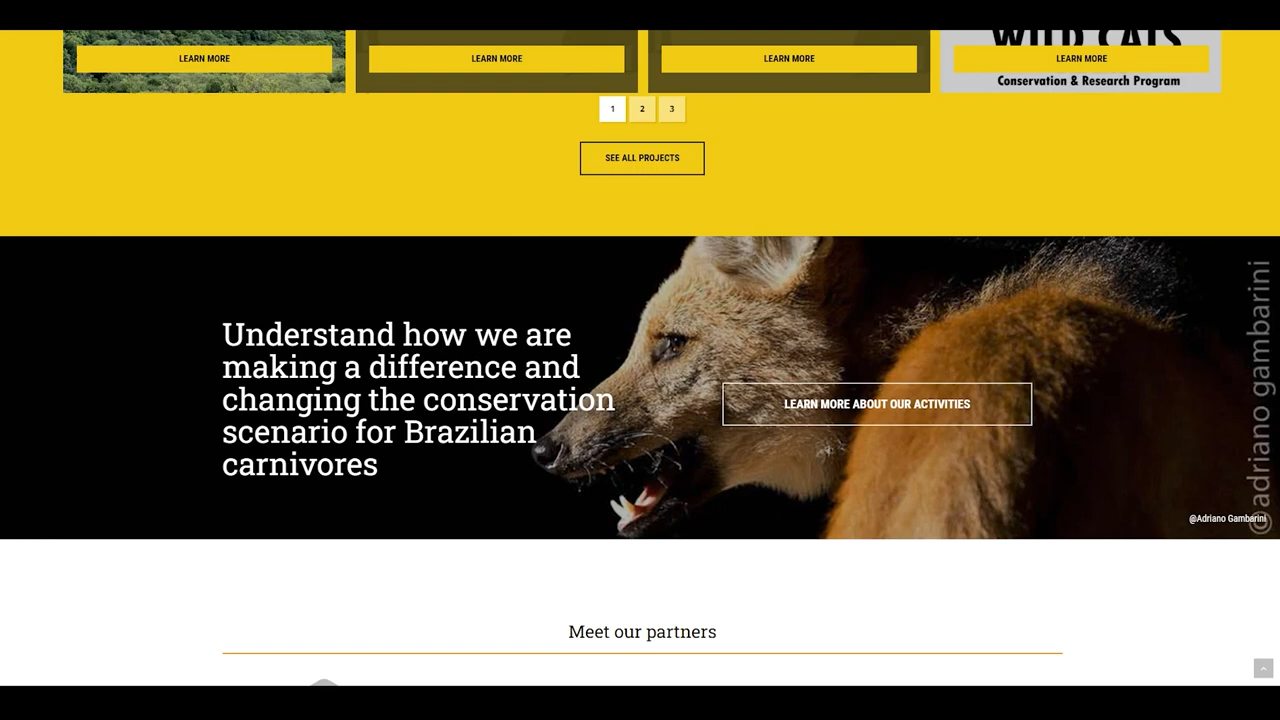 WILD CATS
LEARN MORE
LEARN MORE
LEARN MORE
LEARN MORE
Conservation & Research Program
1
2
3
SEE ALL PROJECTS
Understand how we are
making a difference and
changing the conservation
scenario for Brazilian
carnivores
LEARN MORE ABOUT OUR ACTIVITIES
©adriano gambarini
@Adriano Gambarini
Meet our partners